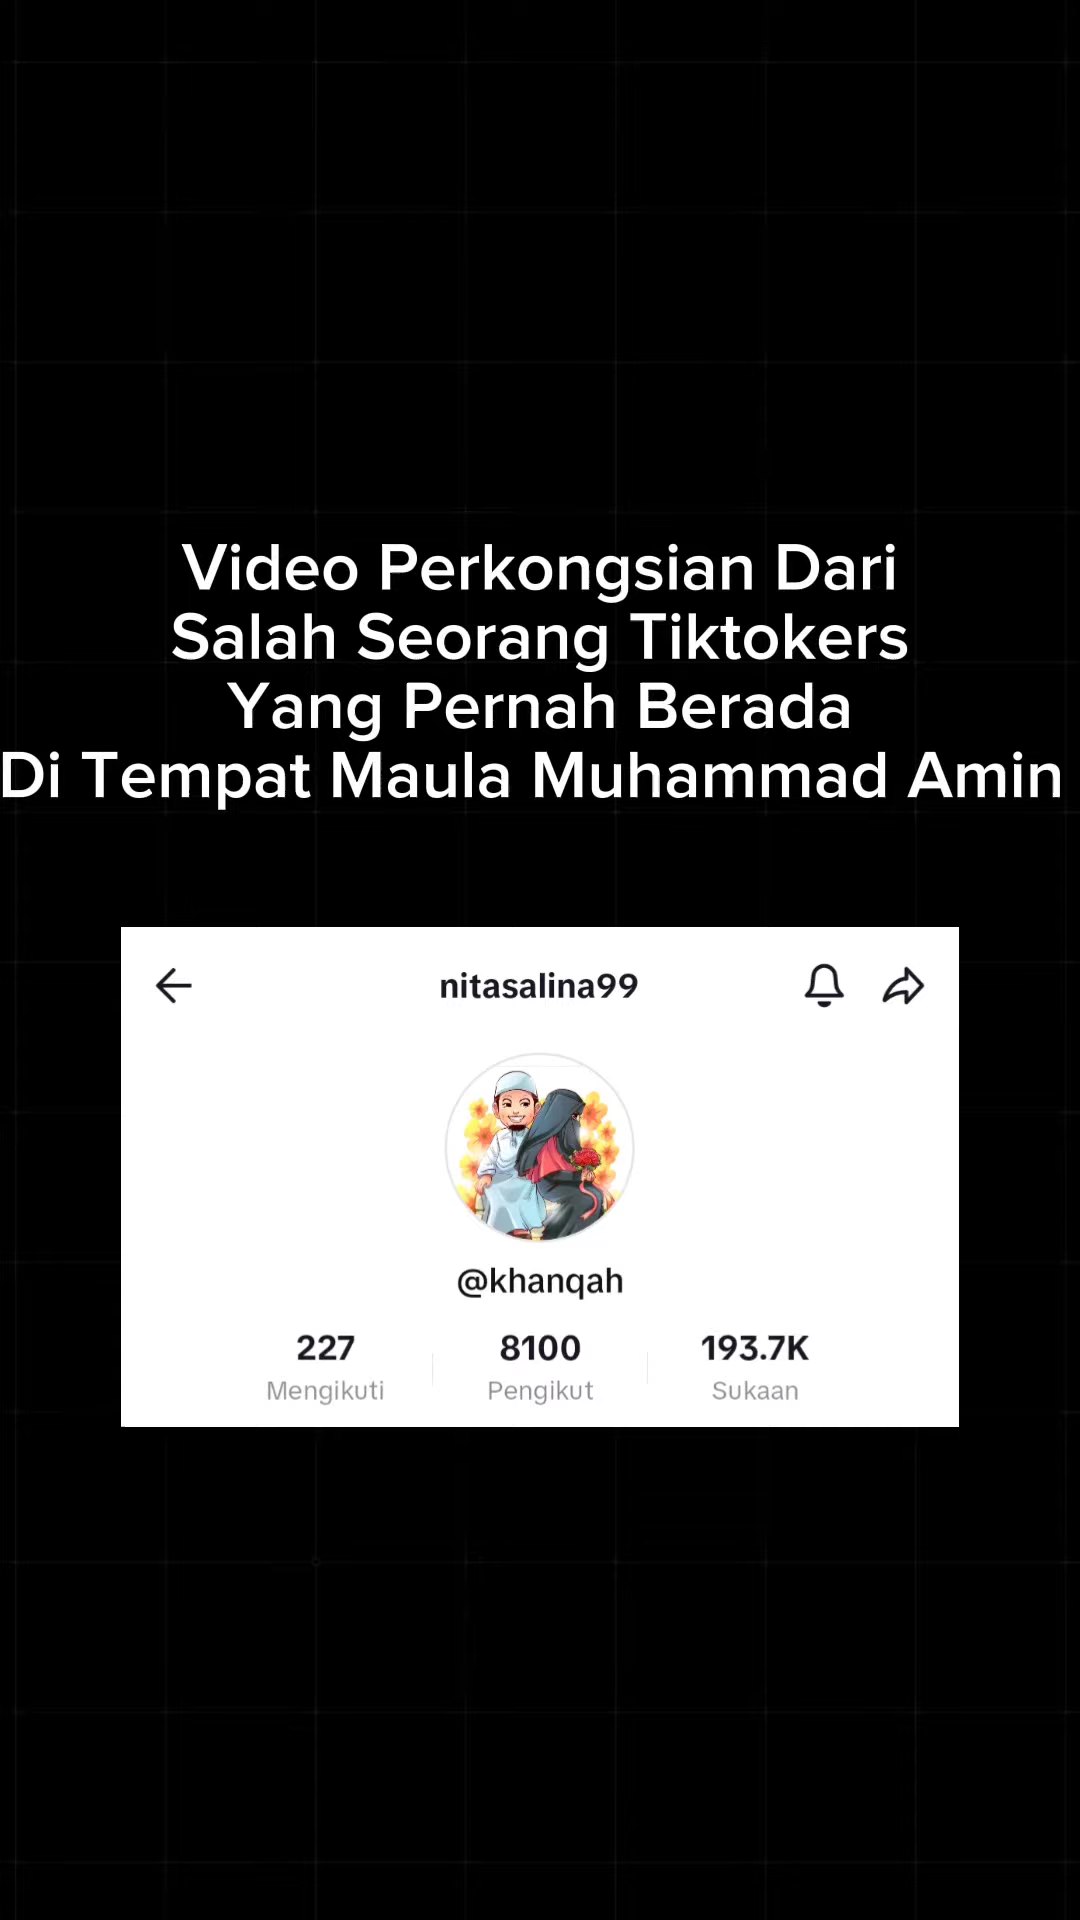 Video Perkongsian Dari
Salah Seorang Tiktokers
Yang Pernah Berada
Di Tempat Maula Muhammad Amin
nitasalina99
@khanqah
227 8100 193.7K
Mengikuti Pengikut Sukaan